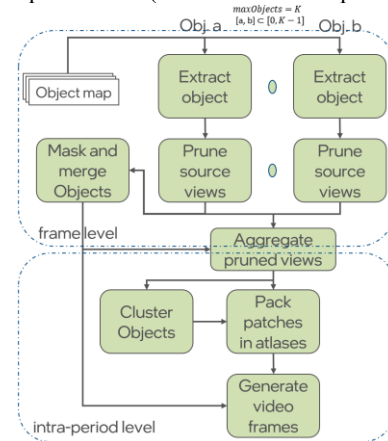 Obj. a
maxObjects = K
[a, b] ⊂ [0, K − 1]
Obj. b
Object map
Extract
object
Extract
object
Mask and
merge
Objects
Prune
source
views
Prune
source
views
frame level
Aggregate
pruned views
Cluster
Objects
Pack
patches
in atlases
Generate
video
frames
intra-period level